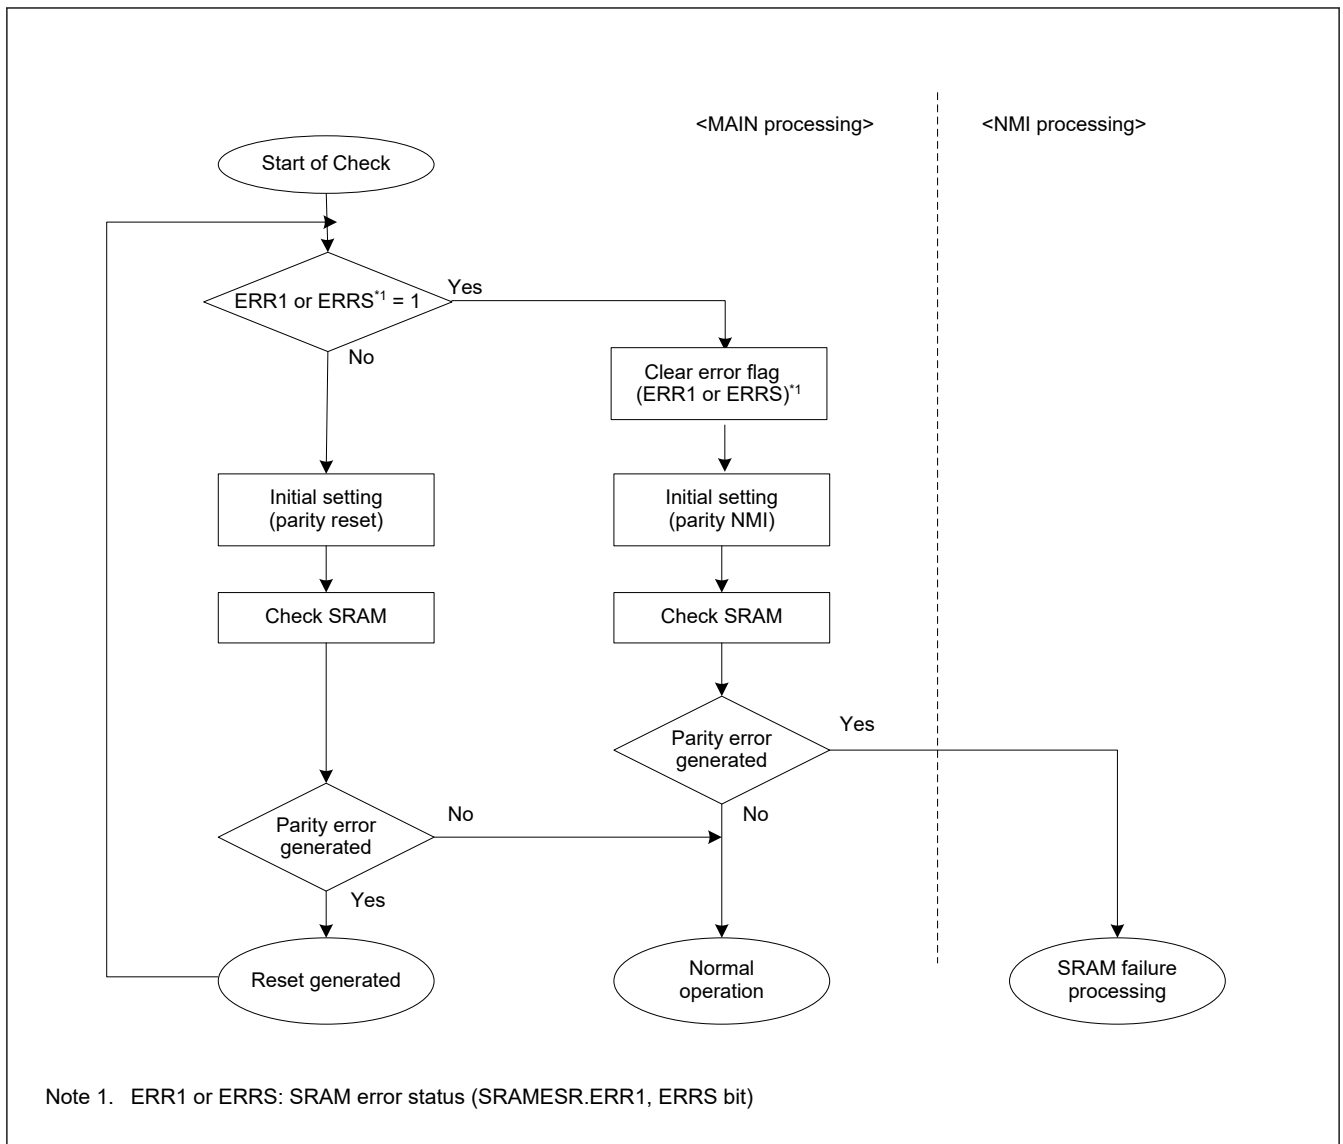 <MAIN processing>
<NMI processing>
Start of Check
ERR1 or ERRS*1 = 1
Yes
No
Clear error flag
(ERR1 or ERRS)*1
Initial setting
(parity reset)
Initial setting
(parity NMI)
Check SRAM
Check SRAM
Parity error
generated
Yes
No
Parity error
generated
No
Yes
Reset generated
Normal
operation
SRAM failure
processing
Note 1. ERR1 or ERRS: SRAM error status (SRAMESR.ERR1, ERRS bit)